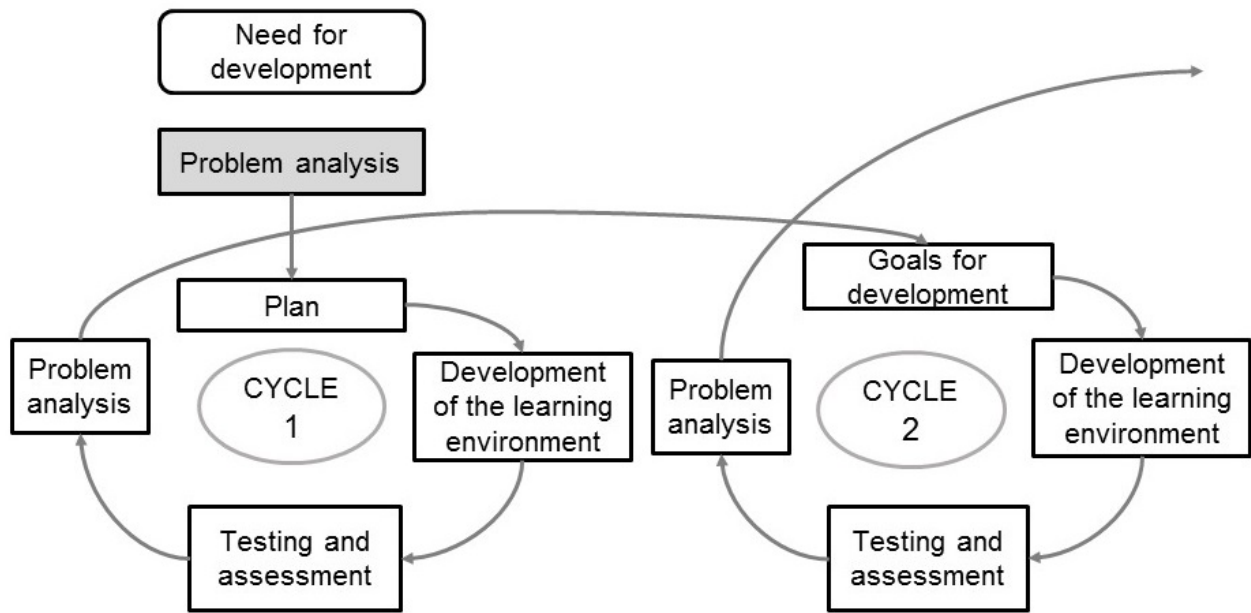 Need for
development
Problem analysis
Plan
Problem
analysis
CYCLE
1
Development
of the learning
environment
Testing and
assessment
Goals for
development
Problem
analysis
CYCLE
2
Development
of the learning
environment
Testing and
assessment